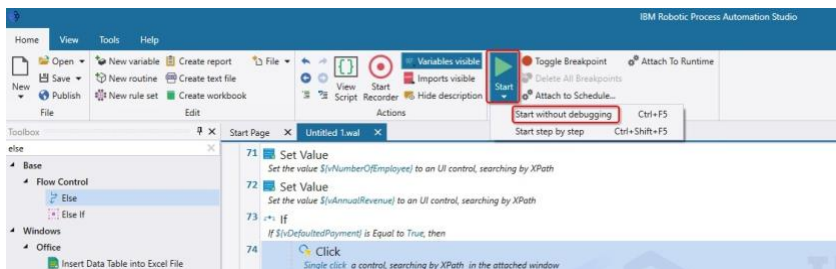 IBM Robotic Process Automation Studio
Home View Tools Help
New
Open
Save
Publish
File
New variable
New routine
New rule set
Create report
Create text file
Create workbook
File
Edit
View Script
Start Recorder
Variables visible
Imports visible
Hide description
Actions
Start
Toggle Breakpoint
Delete All Breakpoints
Attach to Schedule...
Attach To Runtime
Start without debugging Ctrl+F5
Start step by step Ctrl+Shift+F5
Toolbox
Start Page Untitled 1.wal
else
Base
Flow Control
Else
Else If
Windows
Office
Insert Data Table into Excel File
71 Set Value
Set the value ${vNumberOfEmployee} to an UI control, searching by XPath
72 Set Value
Set the value ${vAnnualRevenue} to an UI control, searching by XPath
73 If
If ${vDefaultedPayment} is Equal to True, then
74 Click
Single click a control, searching by XPath in the attached window